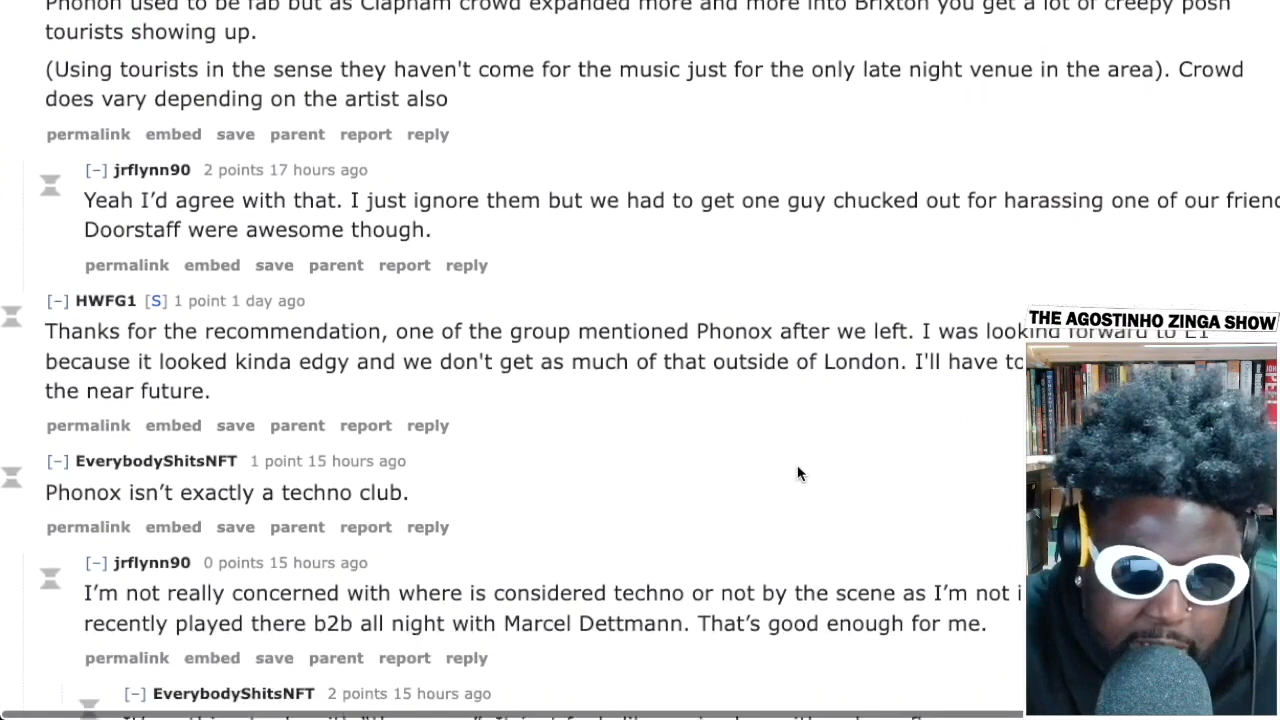 Phonon used to be fab but as Clapham crowd expanded more and more into Brixton you get a lot of creepy posh
tourists showing up.
(Using tourists in the sense they haven't come for the music just for the only late night venue in the area). Crowd
does vary depending on the artist also
permalink embed save parent report reply
[–] jrflynn90 2 points 17 hours ago
Yeah I’d agree with that. I just ignore them but we had to get one guy chucked out for harassing one of our friend
Doorstaff were awesome though.
permalink embed save parent report reply
[–] HWFG1 [S] 1 point 1 day ago
Thanks for the recommendation, one of the group mentioned Phonox after we left. I was looking forward to E1
because it looked kinda edgy and we don't get as much of that outside of London. I'll have to
the near future.
permalink embed save parent report reply
[–] EverybodyShitsNFT 1 point 15 hours ago
Phonox isn’t exactly a techno club.
permalink embed save parent report reply
[–] jrflynn90 0 points 15 hours ago
I’m not really concerned with where is considered techno or not by the scene as I’m not i
recently played there b2b all night with Marcel Dettmann. That’s good enough for me.
permalink embed save parent report reply
[–] EverybodyShitsNFT 2 points 15 hours ago
THE AGOSTINHO ZINGA SHOW